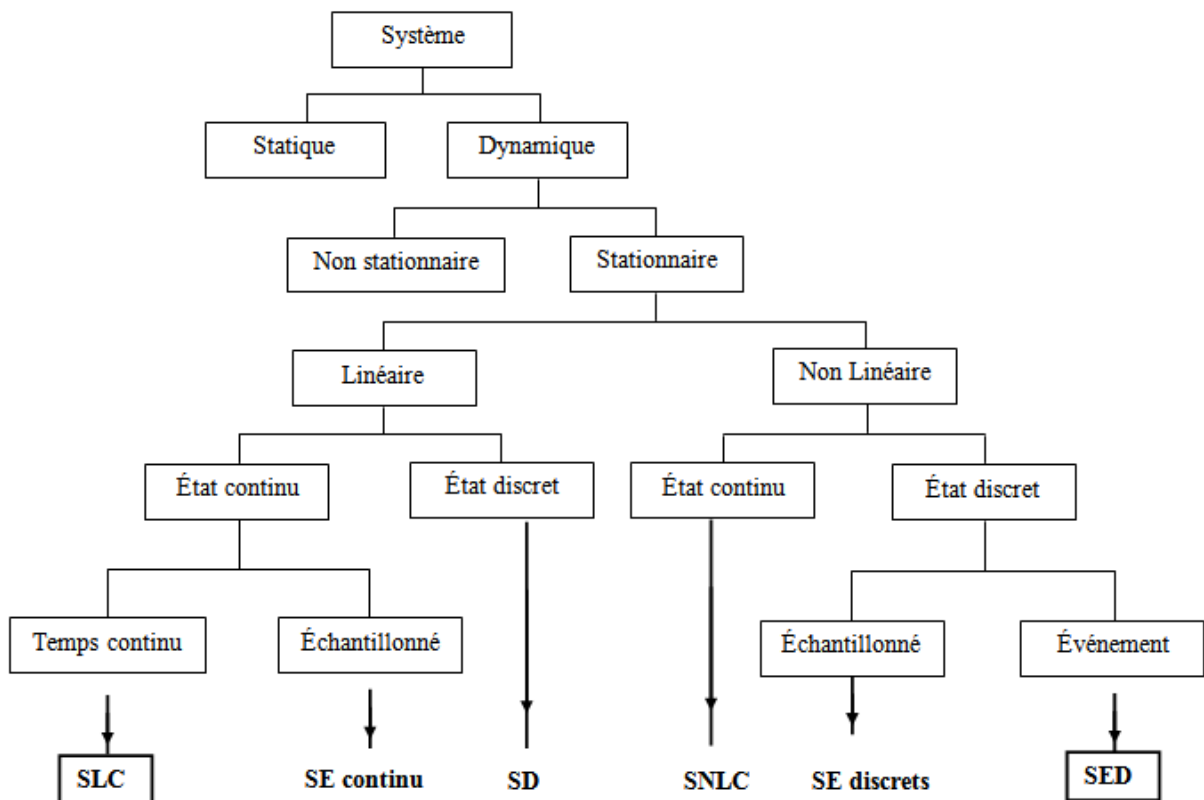 Système
Statique
Dynamique
Non stationnaire
Stationnaire
Linéaire
Non Linéaire
État continu
État discret
État continu
État discret
Temps continu
Échantillonné
Échantillonné
Événement
SLC
SE continu
SD
SNLC
SE discrets
SED